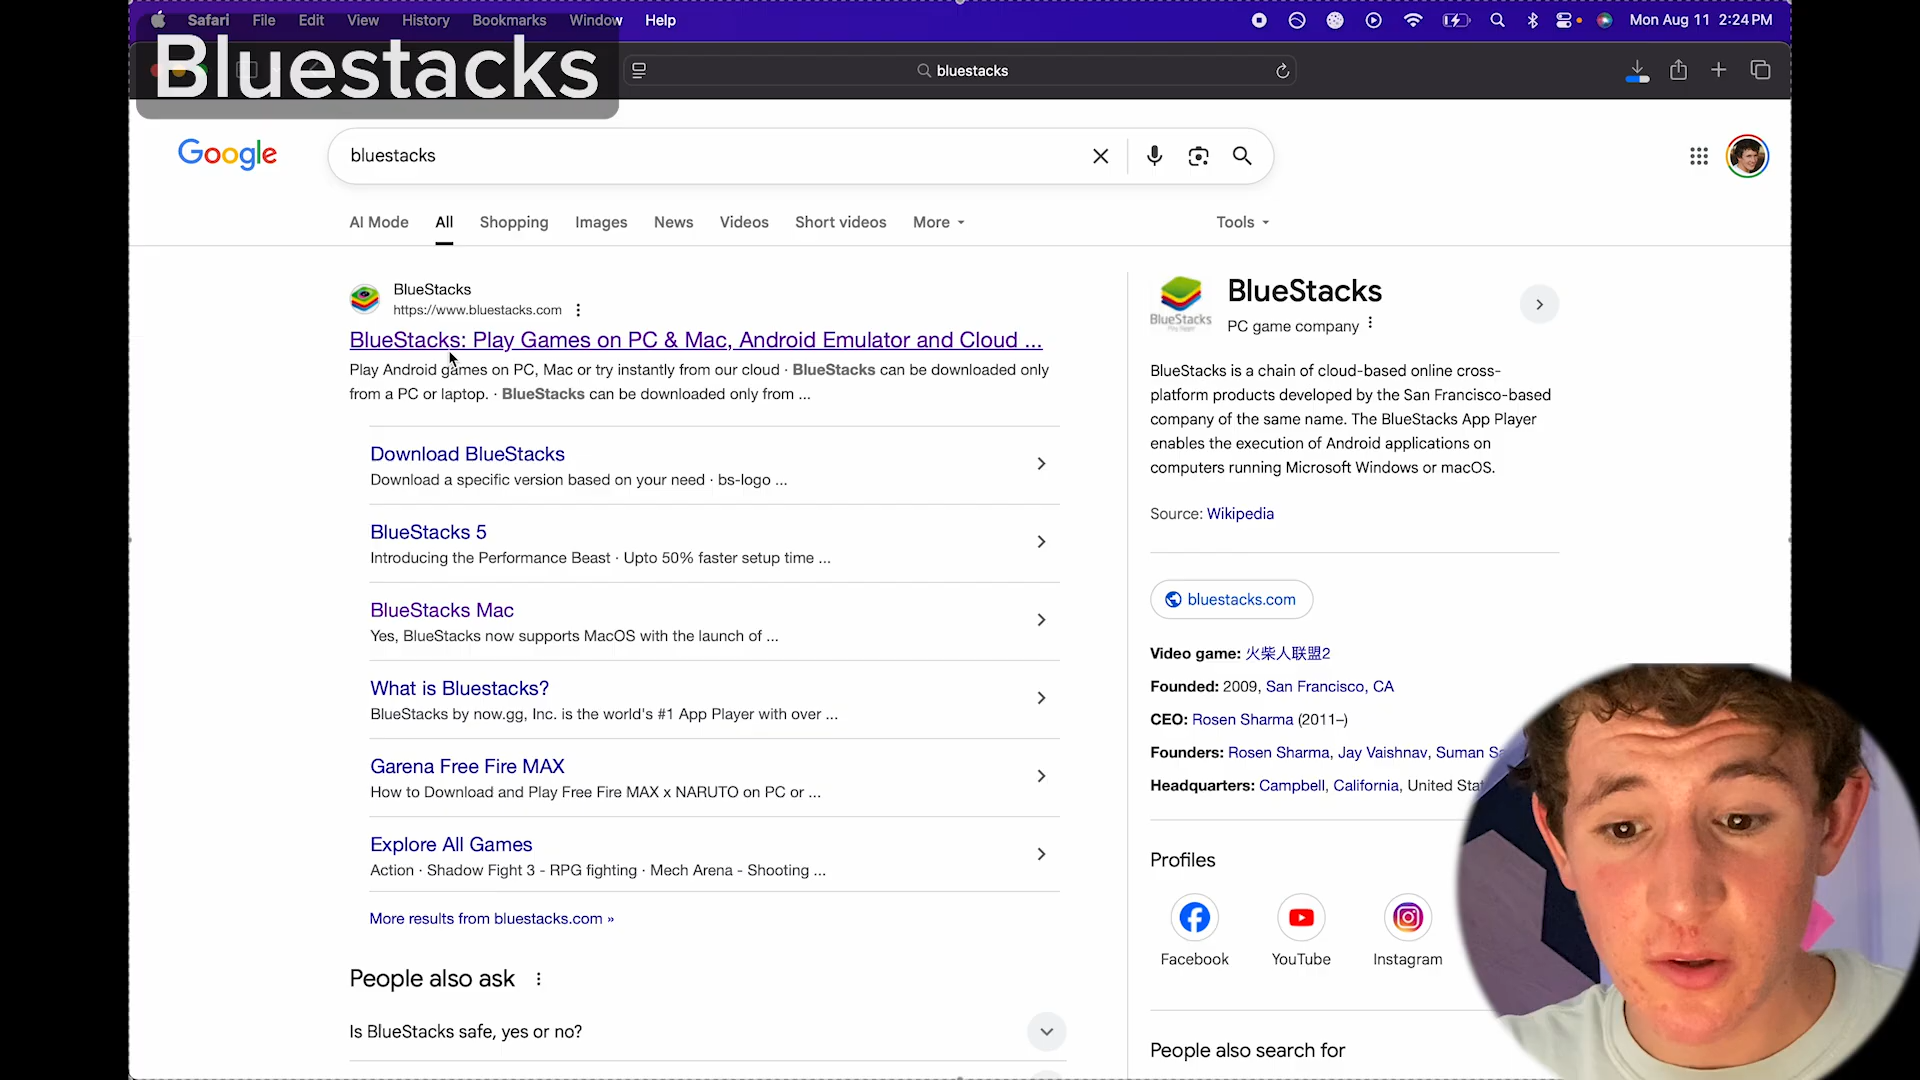 Safari File Edit View History Bookmarks Window Help
Mon Aug 11 2:24 PM
Bluestacks
bluestacks
Google
bluestacks
AI Mode All Shopping Images News Videos Short videos More Tools
BlueStacks
https://www.bluestacks.com
BlueStacks: Play Games on PC & Mac, Android Emulator and Cloud ...
Play Android games on PC, Mac or try instantly from our cloud · BlueStacks can be downloaded only
from a PC or laptop. · BlueStacks can be downloaded only from ...
Download BlueStacks
Download a specific version based on your need · bs-logo ...
BlueStacks 5
Introducing the Performance Beast · Upto 50% faster setup time ...
BlueStacks Mac
Yes, BlueStacks now supports MacOS with the launch of ...
What is Bluestacks?
BlueStacks by now.gg, Inc. is the world's #1 App Player with over ...
Garena Free Fire MAX
How to Download and Play Free Fire MAX x NARUTO on PC or ...
Explore All Games
Action · Shadow Fight 3 - RPG fighting · Mech Arena - Shooting ...
More results from bluestacks.com »
People also ask
Is BlueStacks safe, yes or no?
BlueStacks
BlueStacks
PC game company
BlueStacks is a chain of cloud-based online cross-
platform products developed by the San Francisco-based
company of the same name. The BlueStacks App Player
enables the execution of Android applications on
computers running Microsoft Windows or macOS.
Source: Wikipedia
bluestacks.com
Video game: 火柴人联盟2
Founded: 2009, San Francisco, CA
CEO: Rosen Sharma (2011–)
Founders: Rosen Sharma, Jay Vaishnav, Suman
Headquarters: Campbell, California, United
Profiles
Facebook YouTube Instagram
People also search for